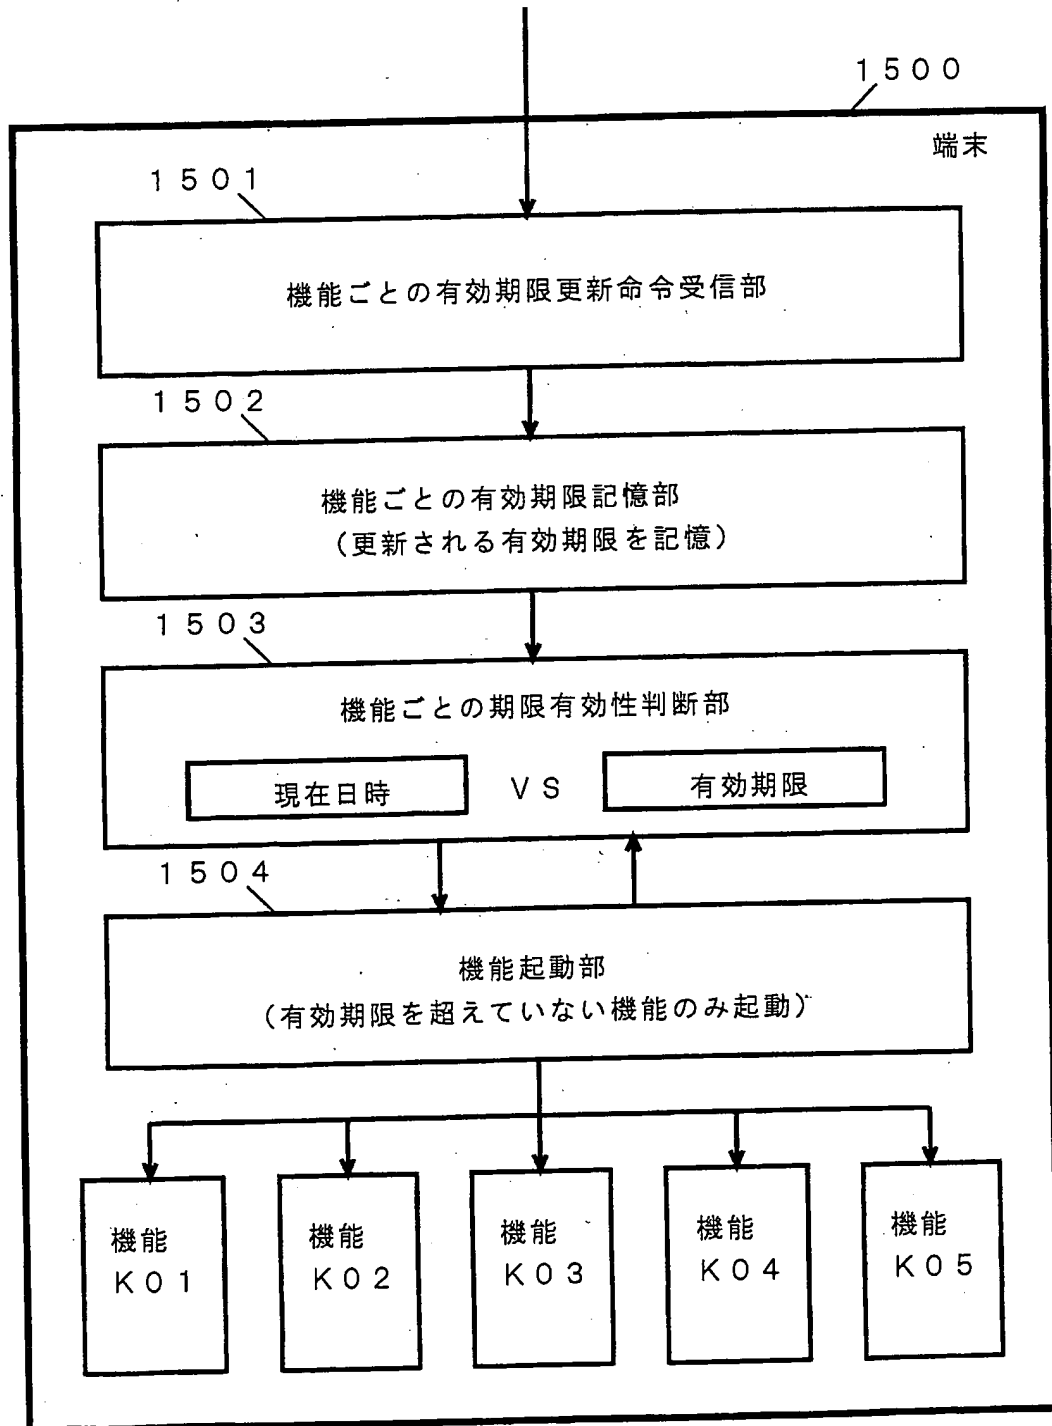 １５００
端末
１５０１
機能ごとの有効期限更新命令受信部
１５０２
機能ごとの有効期限記憶部
（更新される有効期限を記憶）
１５０３
機能ごとの期限有効性判断部
現在日時
ＶＳ
有効期限
１５０４
機能起動部
（有効期限を超えていない機能のみ起動）
機能
Ｋ０１
機能
Ｋ０２
機能
Ｋ０３
機能
Ｋ０４
機能
Ｋ０５